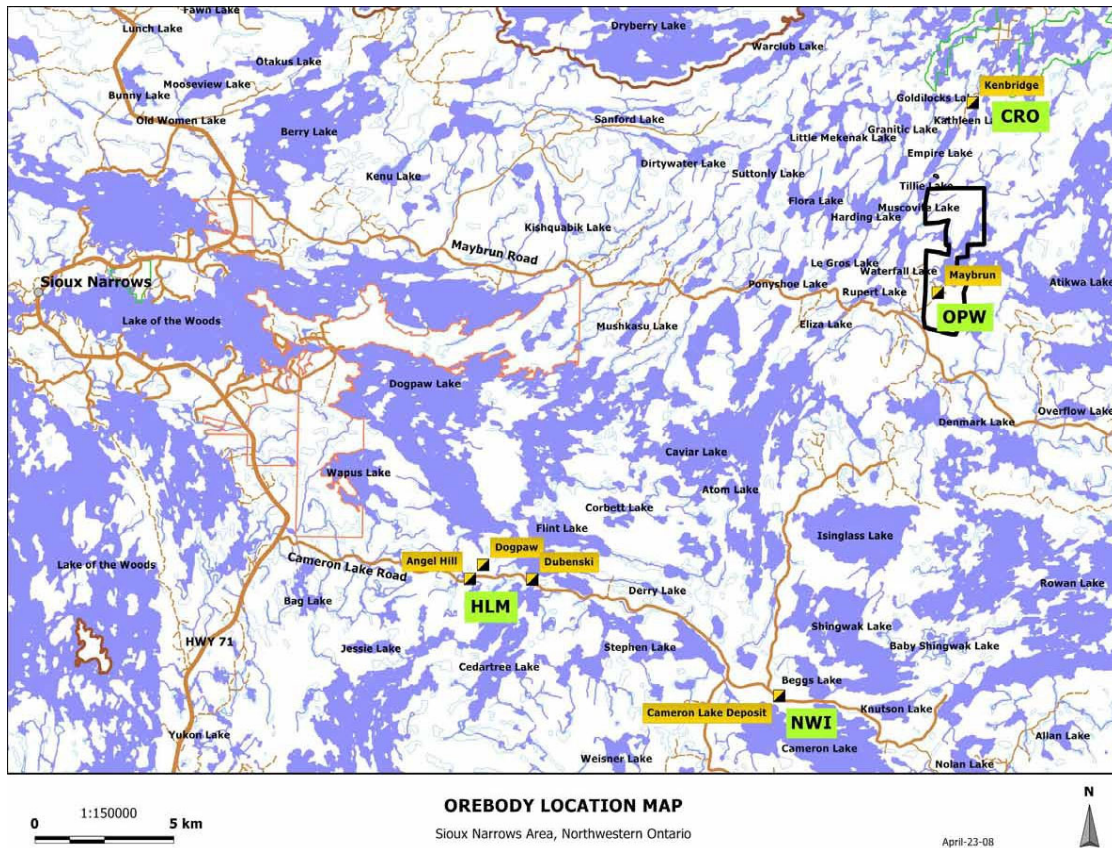 Fawn Lake
Lunch Lake
Dryberry Lake
Warclub Lake
Otakus Lake
Mooseview Lake
Bunny Lake
Old Women Lake
Berry Lake
Kenu Lake
Sanford Lake
Kenbridge
Goldilocks
CRO
Kathleen
Granitic Lake
Little Mekenak Lake
Empire Lake
Dirtywater Lake
Suttonly Lake
Tillie Lake
Flora Lake
Muscovite Lake
Harding Lake
Kishquabik Lake
Maybrun Road
Le Gros Lake
Waterfall Lake
Maybrun
Sioux Narrows
Ponyshoe Lake
Rupert Lake
Atikwa Lake
Lake of the Woods
Mushkasu Lake
Eliza Lake
OPW
Dogpaw Lake
Overflow Lake
Denmark Lake
Caviar Lake
Wapus Lake
Atom Lake
Corbett Lake
Flint Lake
Isinglass Lake
Dogpaw
Angel Hill
Dubenski
Cameron Lake Road
Lake of the Woods
Rowan Lake
Derry Lake
Bag Lake
HLM
Shingwak Lake
HWY 71
Jessie Lake
Stephen Lake
Baby Shingwak Lake
Cedartree Lake
Beggs Lake
Cameron Lake Deposit
NWI
Knutson Lake
Yukon Lake
Cameron Lake
Allan Lake
Weisner Lake
Nolan Lake
1:150000
0 5 km
OREBODY LOCATION MAP
Sioux Narrows Area, Northwestern Ontario
N
April-23-08